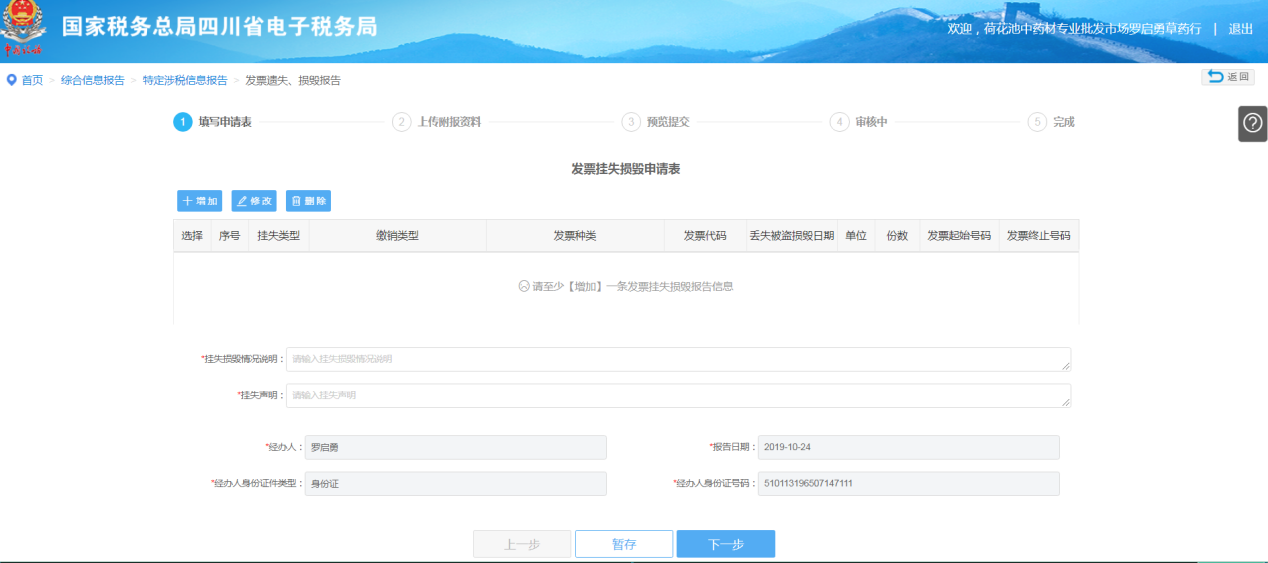 国家税务总局四川省电子税务局
欢迎，荷花池中药材专业批发市场罗启勇草药行 | 退出
首页 > 综合信息报告 > 特定涉税信息报告 > 发票遗失、损毁报告
返回
1 填写申请表 2 上传附报资料 3 预览提交 4 审核中 5 完成
发票挂失损毁申请表
增加 修改 删除
选择 序号 挂失类型 缴销类型 发票种类 发票代码 丢失被盗损毁日期 单位 份数 发票起始号码 发票终止号码
请至少【增加】一条发票挂失损毁报告信息
*挂失损毁情况说明： 请输入挂失损毁情况说明
*挂失声明： 请输入挂失声明
*经办人： 罗启勇 *报告日期： 2019-10-24
*经办人身份证件类型： 身份证 *经办人身份证号码： 510113196507147111
上一步 暂存 下一步